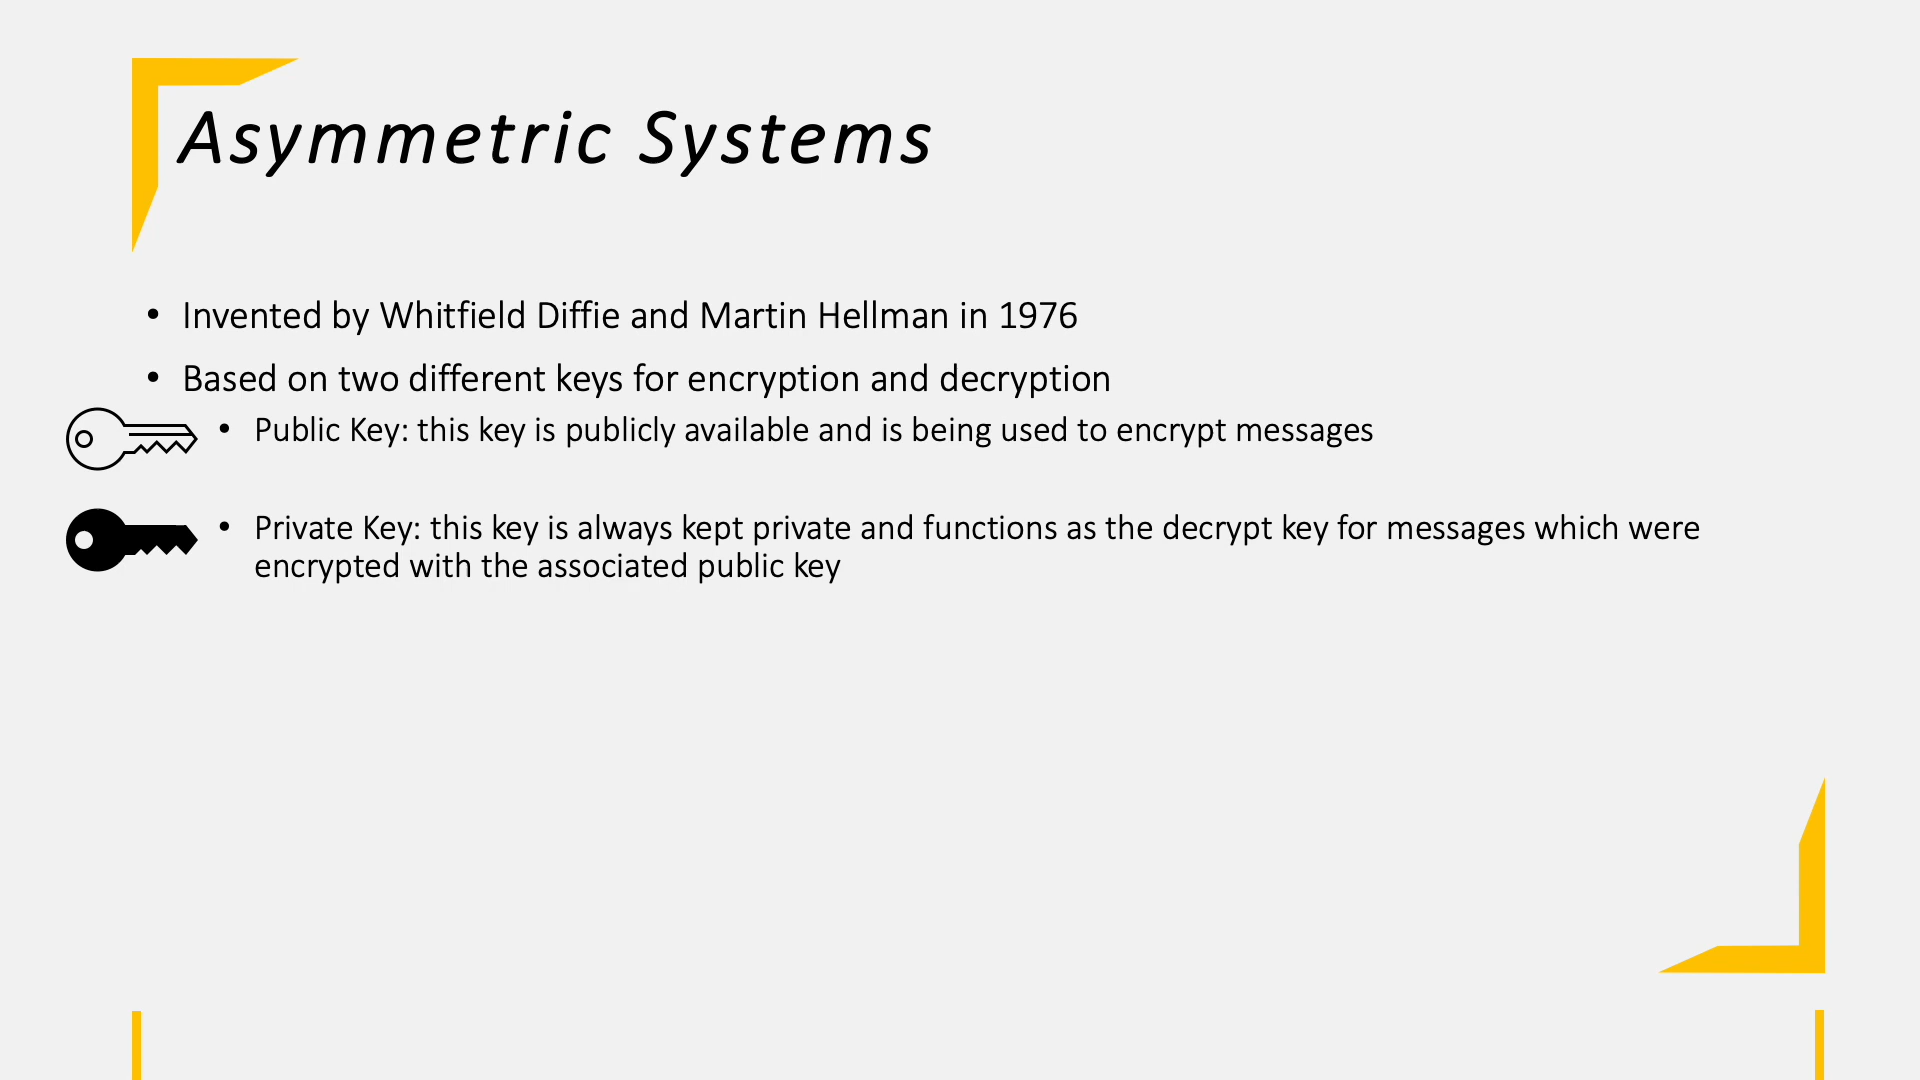 Asymmetric Systems
• Invented by Whitfield Diffie and Martin Hellman in 1976
• Based on two different keys for encryption and decryption
• Public Key: this key is publicly available and is being used to encrypt messages
• Private Key: this key is always kept private and functions as the decrypt key for messages which were
encrypted with the associated public key